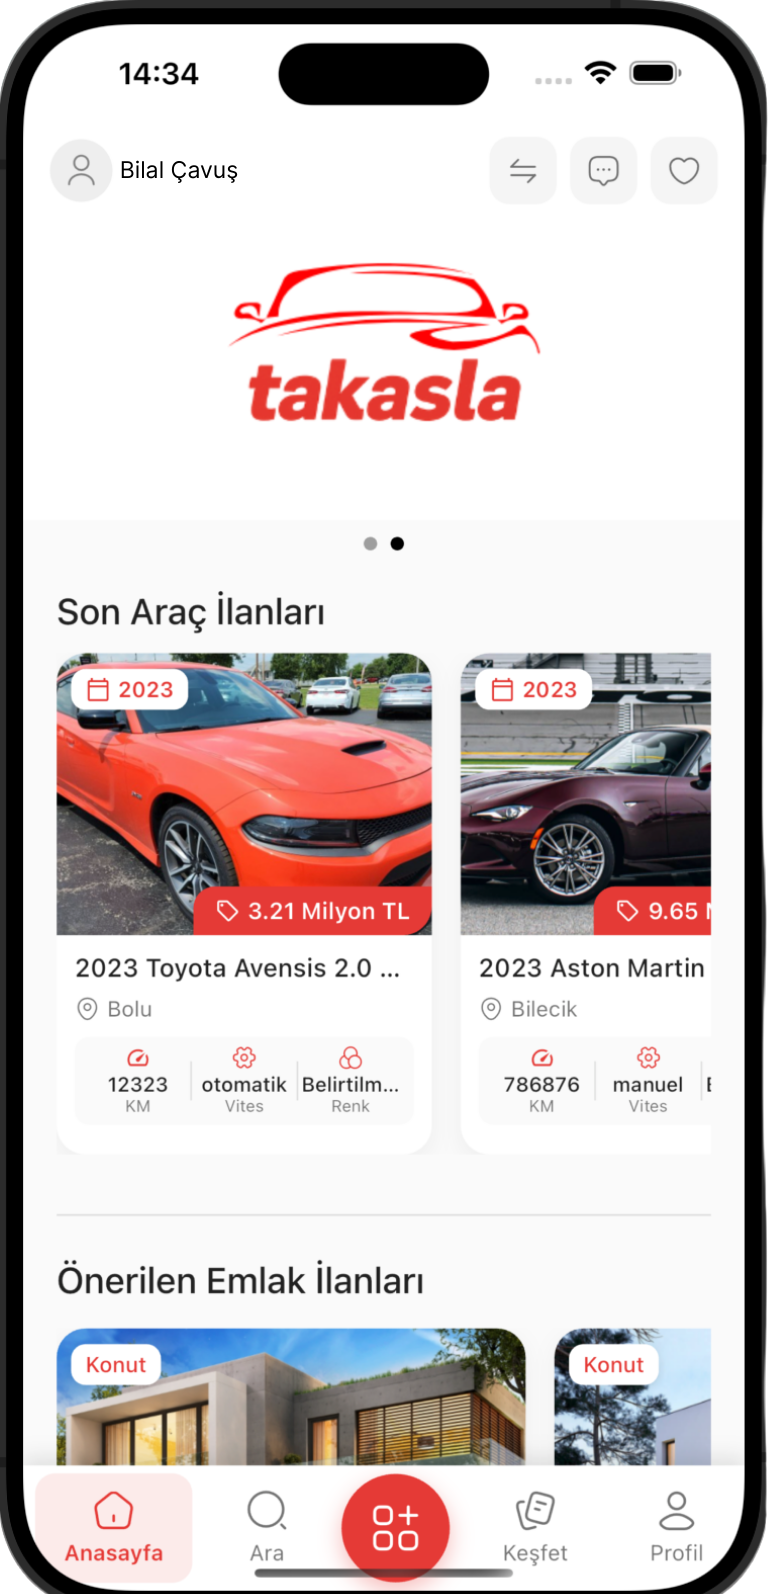 14:34
Bilal Çavuş
takasla
Son Araç İlanları
2023
2023
3.21 Milyon TL
9.65
2023 Toyota Avensis 2.0 ...
2023 Aston Martin
Bolu
Bilecik
12323
otomatik
Belirtilm...
786876
manuel
KM
Vites
Renk
KM
Vites
Önerilen Emlak İlanları
Konut
Konut
Anasayfa
Ara
Keşfet
Profil